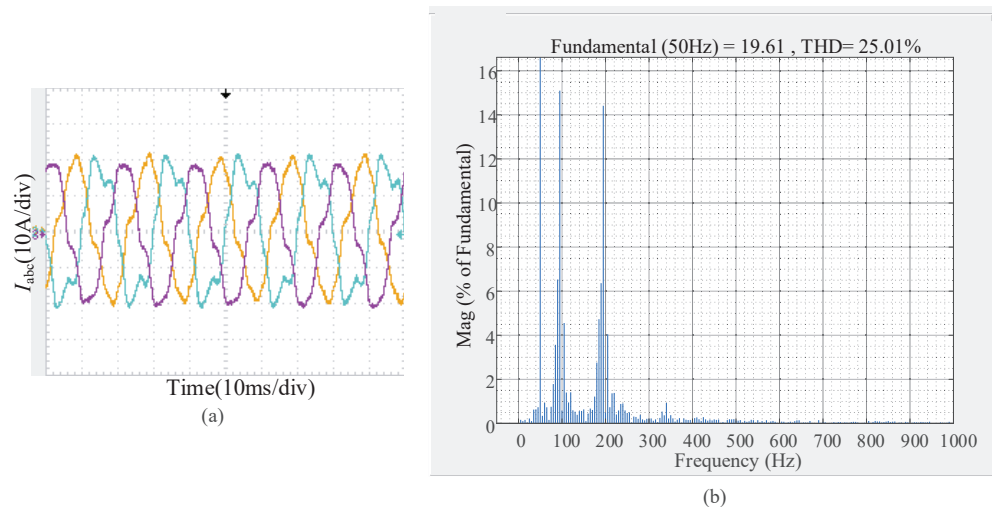 Fundamental (50Hz) = 19.61 , THD= 25.01%
I_abc(10A/div)
Time(10ms/div)
(a)
Mag (% of Fundamental)
16
14
12
10
8
6
4
2
0
0 100 200 300 400 500 600 700 800 900 1000
Frequency (Hz)
(b)